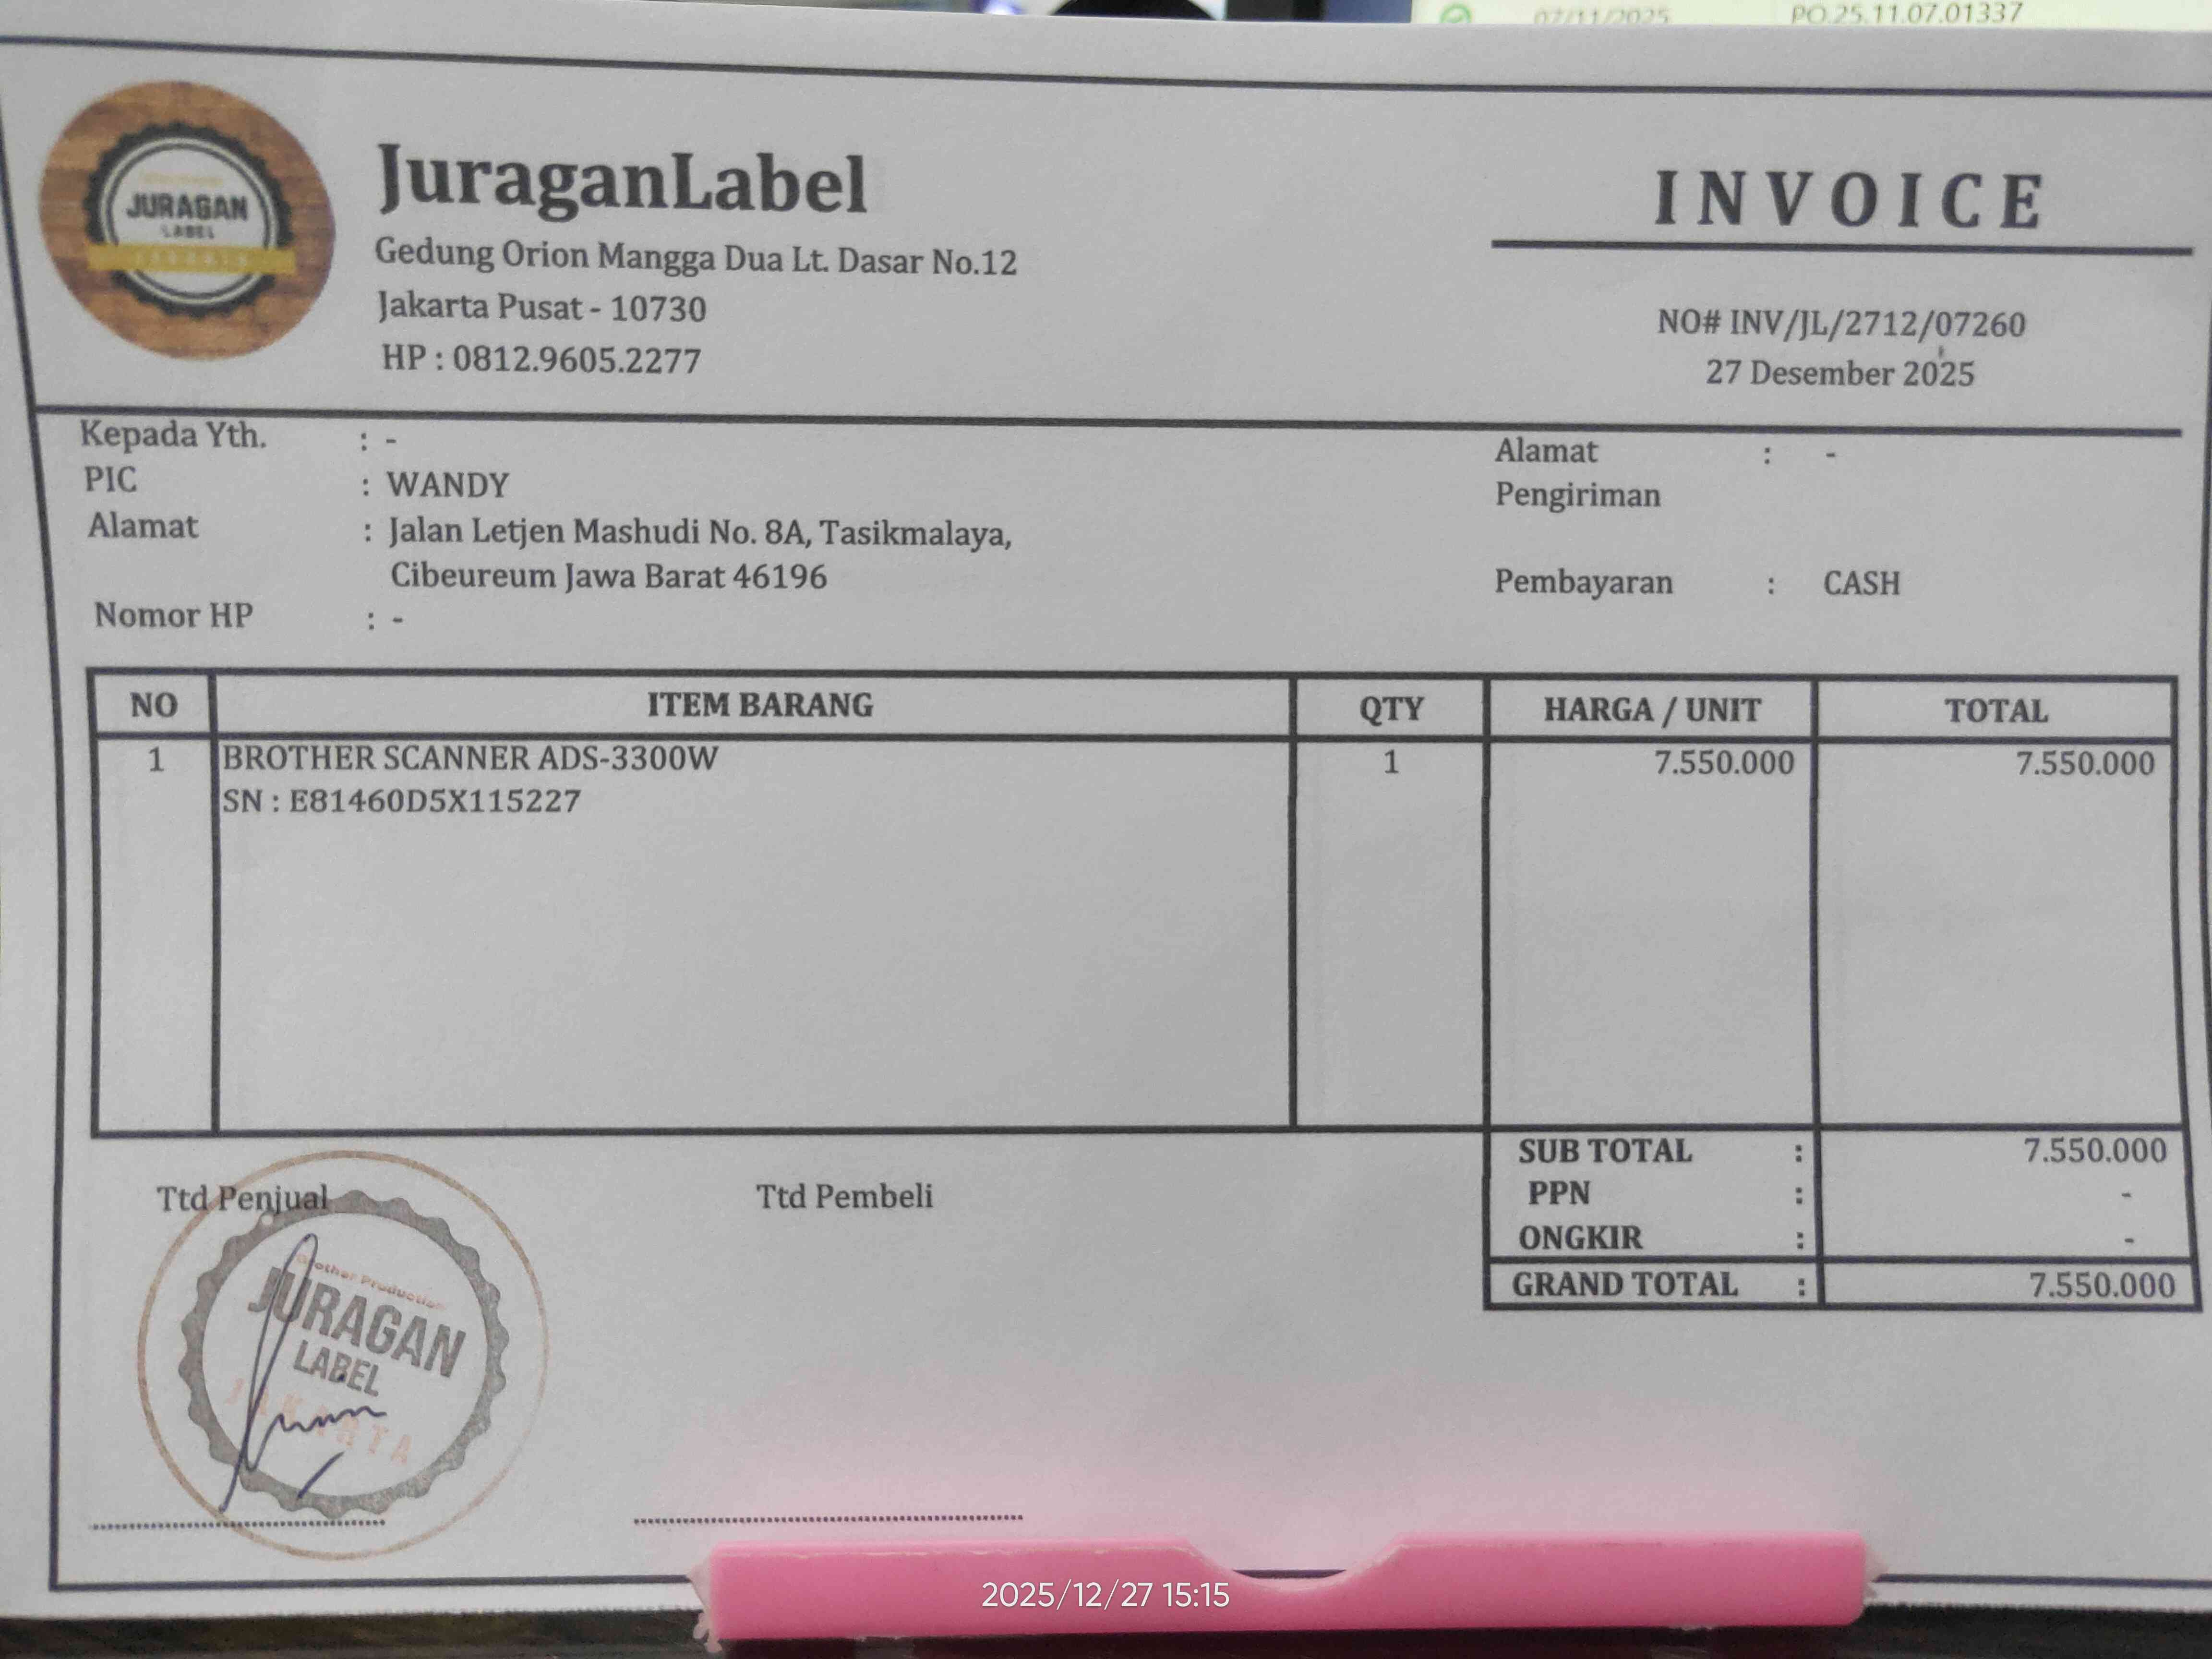 07/11/2025 PO.25.11.07.01337
JURAGAN
LABEL
JuraganLabel
Gedung Orion Mangga Dua Lt. Dasar No.12
Jakarta Pusat - 10730
HP : 0812.9605.2277
INVOICE
NO# INV/JL/2712/07260
27 Desember 2025
Kepada Yth. : -
PIC : WANDY
Alamat : Jalan Letjen Mashudi No. 8A, Tasikmalaya,
Cibeureum Jawa Barat 46196
Nomor HP : -
Alamat : -
Pengiriman
Pembayaran : CASH
NO ITEM BARANG QTY HARGA / UNIT TOTAL
1 BROTHER SCANNER ADS-3300W 1 7.550.000 7.550.000
SN : E81460D5X115227
SUB TOTAL : 7.550.000
PPN : -
ONGKIR : -
GRAND TOTAL : 7.550.000
Ttd Penjual Ttd Pembeli
Brother Production
JURAGAN
LABEL
JAKARTA
2025/12/27 15:15